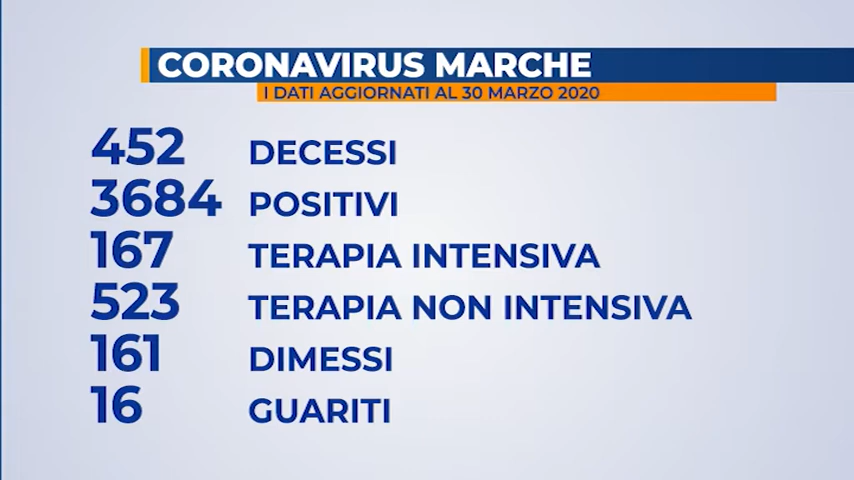 CORONAVIRUS MARCHE
I DATI AGGIORNATI AL 30 MARZO 2020
452 DECESSI
3684 POSITIVI
167 TERAPIA INTENSIVA
523 TERAPIA NON INTENSIVA
161 DIMESSI
16 GUARITI